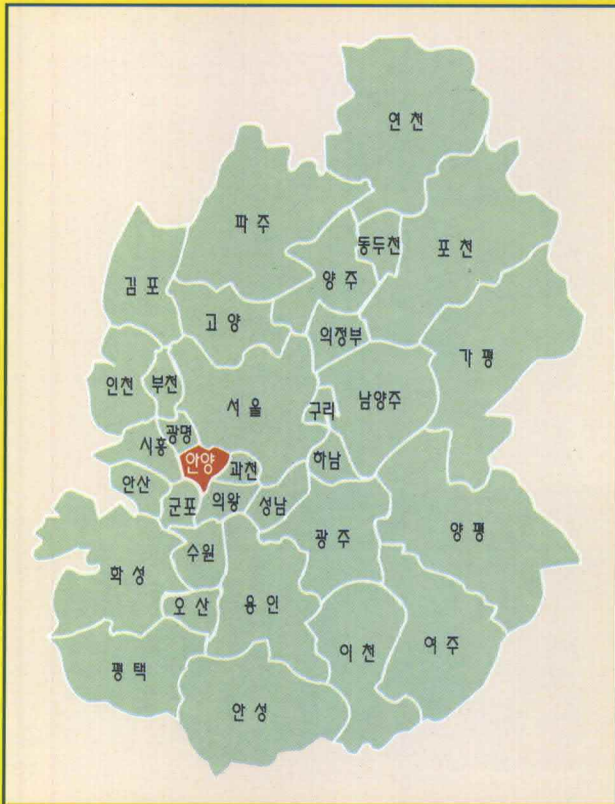 연천
파주
동두천
포천
양주
김포
고양
의정부
가평
인천
부천
서울
구리
남양주
광명
시흥
안양
과천
하남
안산
군포
의왕
성남
광주
양평
수원
화성
오산
용인
이천
여주
평택
안성